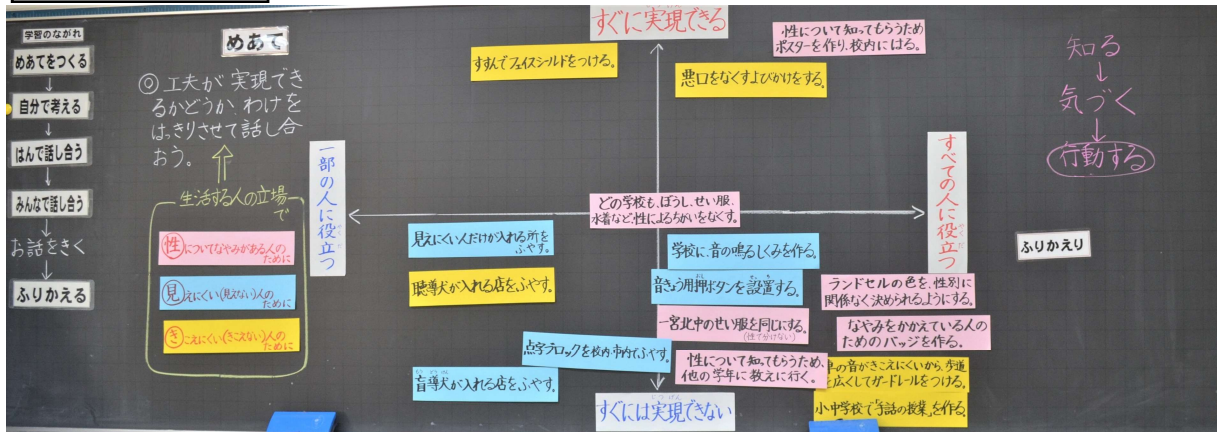 学習のながれ
めあてをつくる
自分で考える
はんで話し合う
みんなで話し合う
お話をきく
ふりかえる
めあて
◎工夫が実現でき
るかどうか、わけを
はっきりさせて話し合
おう。
生活する人の立場
で
性についてなやみがある人の
ために
見えにくい(見えない)人の
ために
きこえにくい(きこえない)人の
ために
一部の人に役立つ
すぐに実現できる
すすんでフェイスシールドをつける。
性について知ってもらうため
ポスターを作り、校内にはる。
悪口をなくすよびかけをする。
どの学校も、ぼうし、せい服、
水着など、性によるちがいをなくす。
見えにくい人だけが入れる所を
ふやす。
学校に、音の鳴るしくみを作る。
聴導犬が入れる店をふやす。
音きょう用押ボタンを設置する。
ランドセルの色を、性別に
関係なく決められるようにする。
一宮北中のせい服を同じにする。
(性で分けない)
なやみをかかえている人の
ためのバッジを作る。
点字ブロックを校内・市内でふやす。
性について知ってもらうため、
他の学年に教えに行く。
の音がきこえにくいから、歩道
を広くしてガードレールをつける。
盲導犬が入れる店をふやす。
小中学校で「手話の授業」を作る
すぐには実現できない
すべての人に役立つ
知る
気づく
行動する
ふりかえり